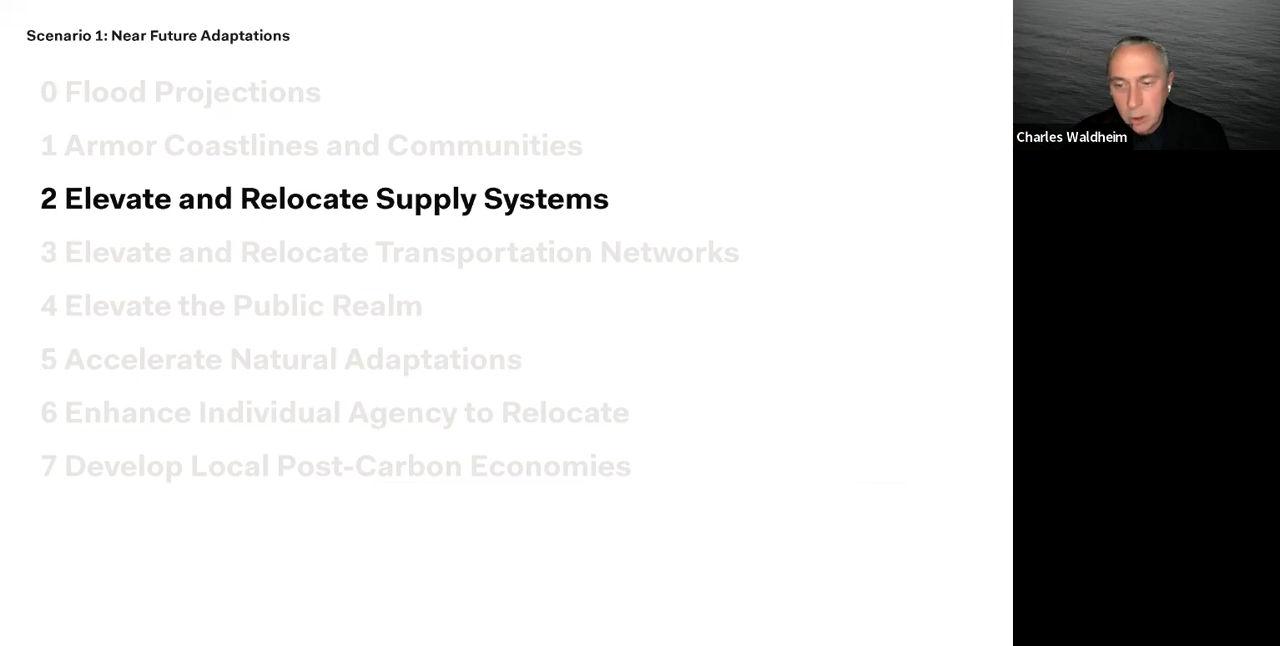 Scenario 1: Near Future Adaptations
0 Flood Projections
1 Armor Coastlines and Communities
2 Elevate and Relocate Supply Systems
3 Elevate and Relocate Transportation Networks
4 Elevate the Public Realm
5 Accelerate Natural Adaptations
6 Enhance Individual Agency to Relocate
7 Develop Local Post-Carbon Economies
Charles Waldheim